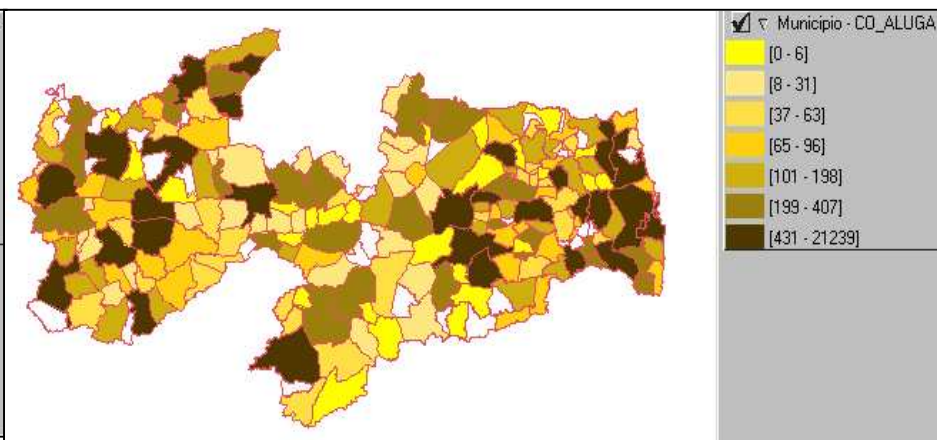 Municipio - CO_ALUGA
[0 - 6]
[8 - 31]
[37 - 63]
[65 - 96]
[101 - 198]
[199 - 407]
[431 - 21239]